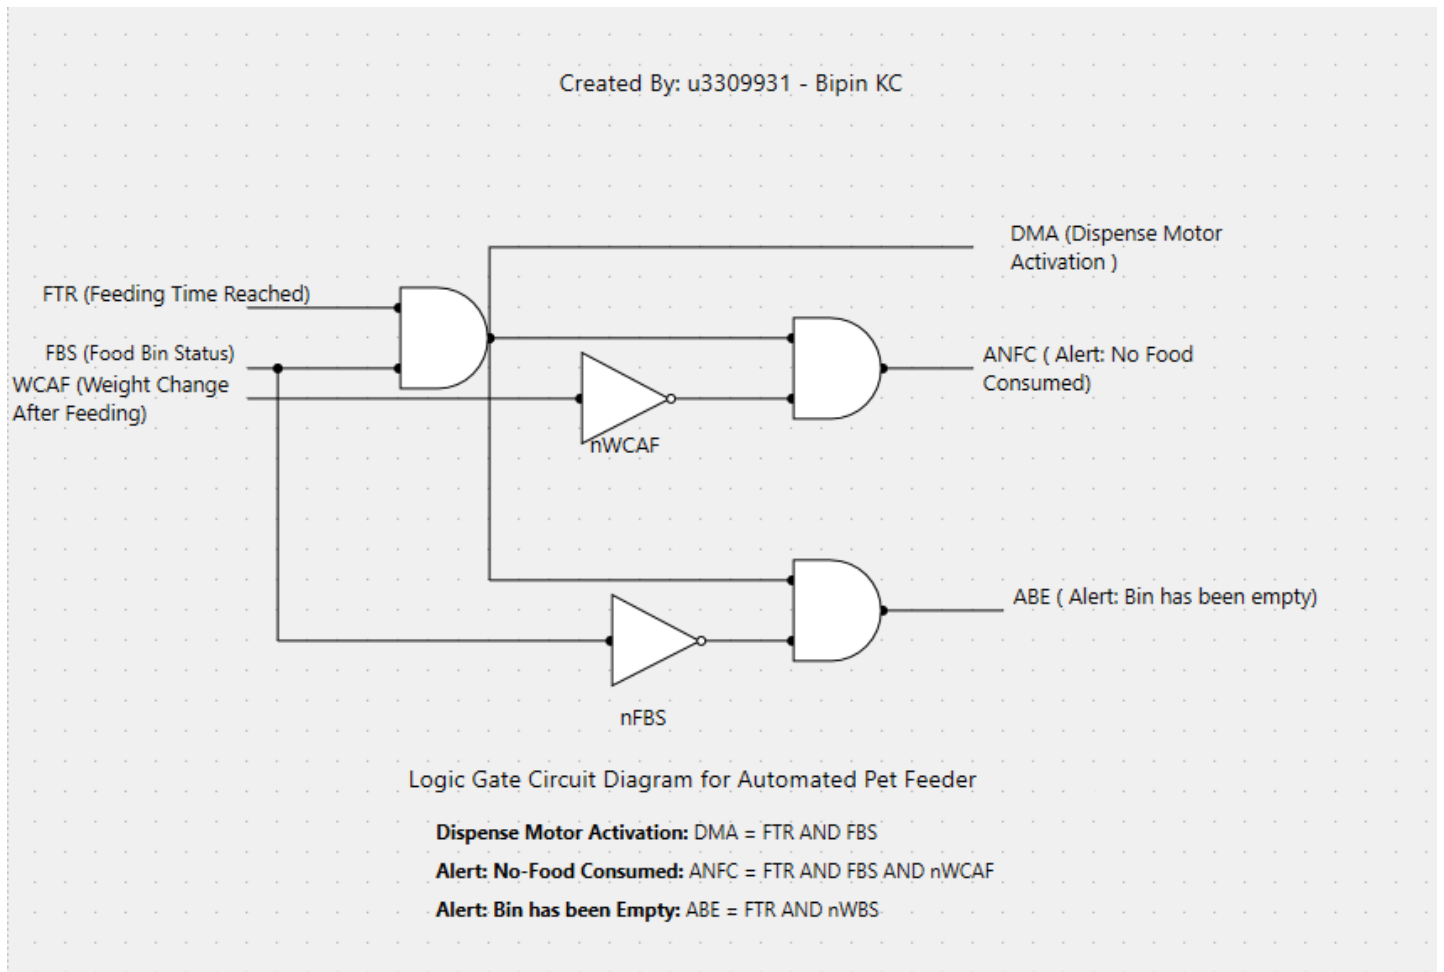 Created By: u3309931 - Bipin KC
DMA (Dispense Motor
Activation )
FTR (Feeding Time Reached)
FBS (Food Bin Status)
WCAF (Weight Change
After Feeding)
ANFC ( Alert: No Food
Consumed)
nWCAF
ABE ( Alert: Bin has been empty)
nFBS
Logic Gate Circuit Diagram for Automated Pet Feeder
Dispense Motor Activation: DMA = FTR AND FBS
Alert: No-Food Consumed: ANFC = FTR AND FBS AND nWCAF
Alert: Bin has been Empty: ABE = FTR AND nWBS